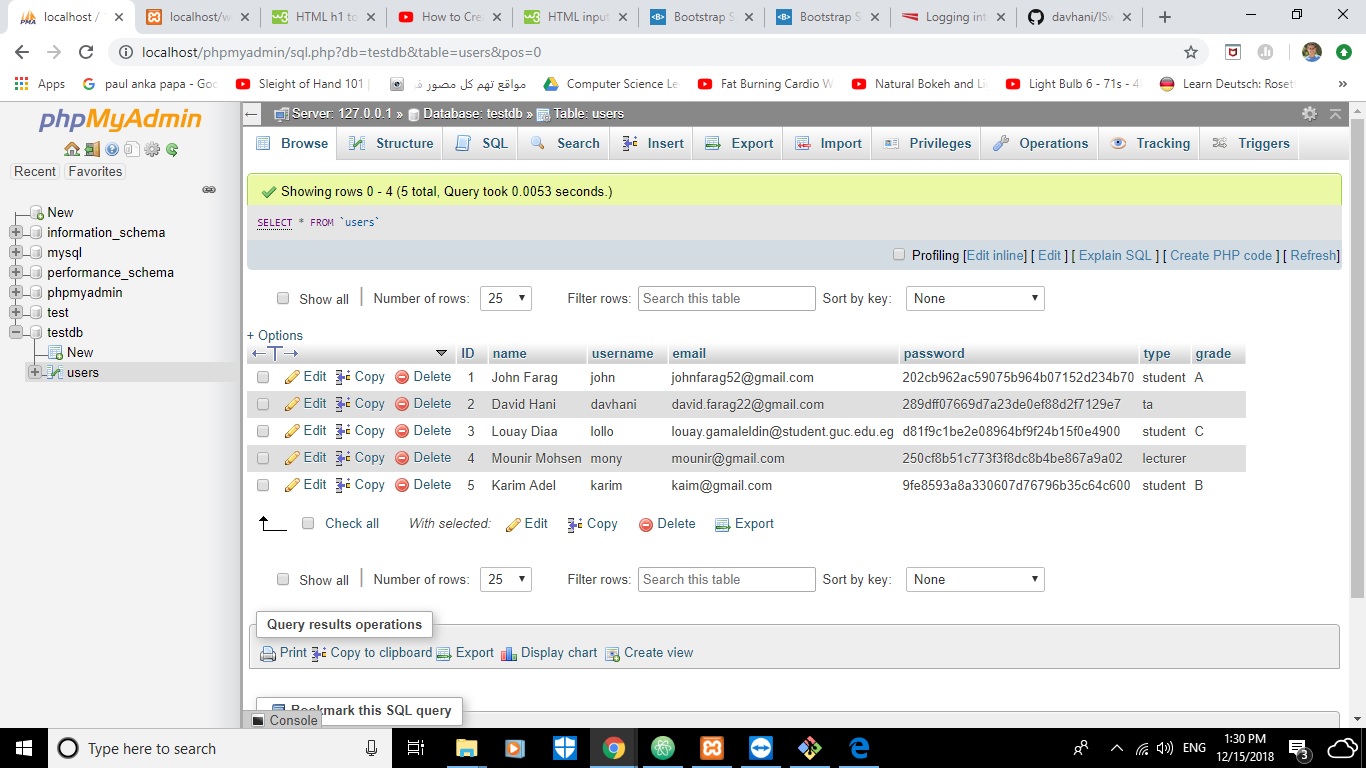 localhost /
localhost/w
HTML h1 to
How to Cre
HTML input
Bootstrap S
Bootstrap S
Logging int
davhani/ISw
localhost/phpmyadmin/sql.php?db=testdb&table=users&pos=0
Apps paul anka papa - Goo Sleight of Hand 101 | مواقع تهم كل مصور ف Computer Science Le Fat Burning Cardio W Natural Bokeh and Li Light Bulb 6 - 71s - 4 Learn Deutsch: Roset »
phpMyAdmin
Recent Favorites
New
information_schema
mysql
performance_schema
phpmyadmin
test
testdb
New
users
Server: 127.0.0.1 » Database: testdb » Table: users
Browse Structure SQL Search Insert Export Import Privileges Operations Tracking Triggers
Showing rows 0 - 4 (5 total, Query took 0.0053 seconds.)
SELECT * FROM `users`
Profiling [Edit inline] [ Edit ] [ Explain SQL ] [ Create PHP code ] [ Refresh]
Show all | Number of rows: 25 Filter rows: Search this table Sort by key: None
+ Options
←T→ ID name username email password type grade
Edit Copy Delete 1 John Farag john johnfarag52@gmail.com 202cb962ac59075b964b07152d234b70 student A
Edit Copy Delete 2 David Hani davhani david.farag22@gmail.com 289dff07669d7a23de0ef88d2f7129e7 ta
Edit Copy Delete 3 Louay Diaa lollo louay.gamaleldin@student.guc.edu.eg d81f9c1be2e08964bf9f24b15f0e4900 student C
Edit Copy Delete 4 Mounir Mohsen mony mounir@gmail.com 250cf8b51c773f3f8dc8b4be867a9a02 lecturer
Edit Copy Delete 5 Karim Adel karim kaim@gmail.com 9fe8593a8a330607d76796b35c64c600 student B
Check all With selected: Edit Copy Delete Export
Show all | Number of rows: 25 Filter rows: Search this table Sort by key: None
Query results operations
Print Copy to clipboard Export Display chart Create view
Bookmark this SQL query
Console
Type here to search
ENG
1:30 PM
12/15/2018
3